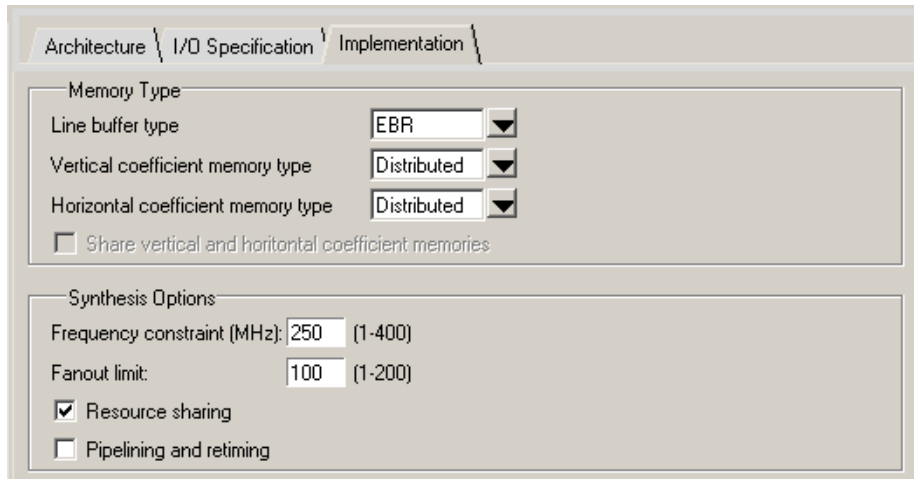 Architecture I/O Specification Implementation
Memory Type
Line buffer type EBR
Vertical coefficient memory type Distributed
Horizontal coefficient memory type Distributed
Share vertical and horitontal coefficient memories
Synthesis Options
Frequency constraint (MHz): 250 (1-400)
Fanout limit: 100 (1-200)
Resource sharing
Pipelining and retiming